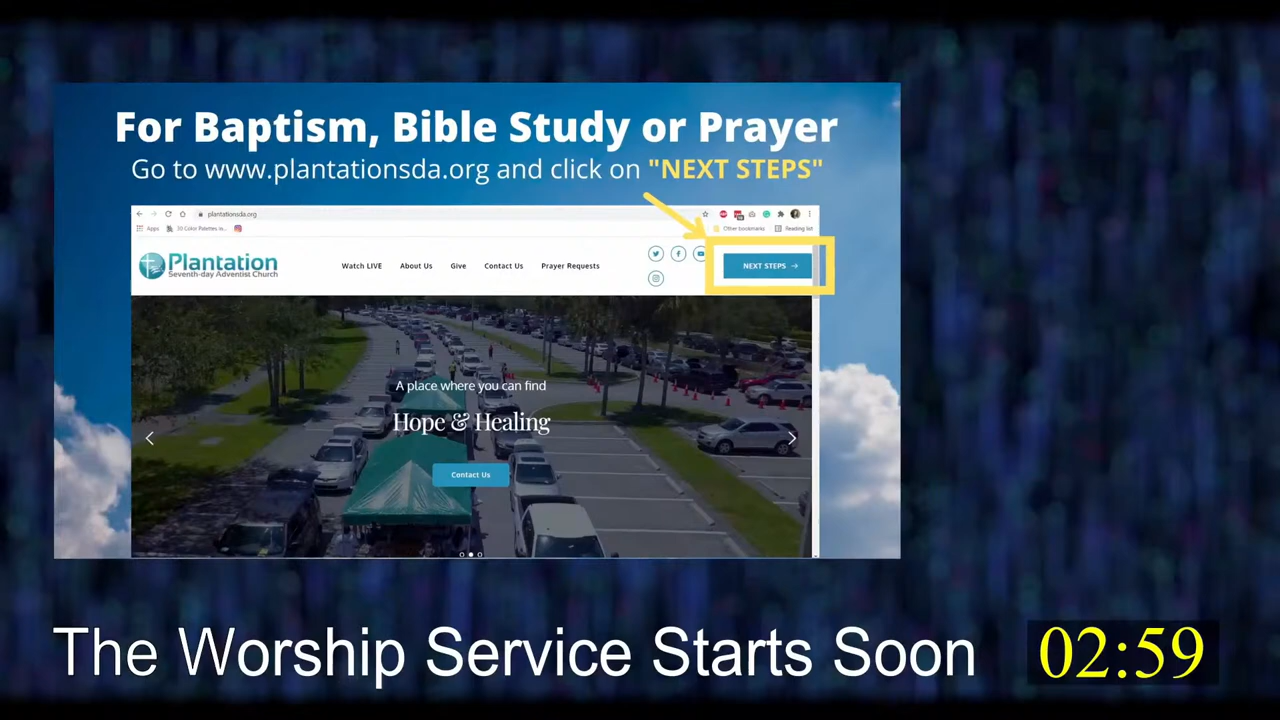 For Baptism, Bible Study or Prayer
Go to www.plantationsda.org and click on "NEXT STEPS"
plantationsda.org
Apps
Other bookmarks
Reading list
Plantation
Seventh-day Adventist Church
Watch LIVE
About Us
Give
Contact Us
Prayer Requests
NEXT STEPS
A place where you can find
Hope & Healing
Contact Us
The Worship Service Starts Soon
02:59